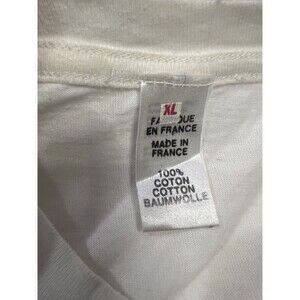 XL
EN FRANCE
MADE IN
FRANCE
100%
COTON
COTTON
BAUMWOLLE